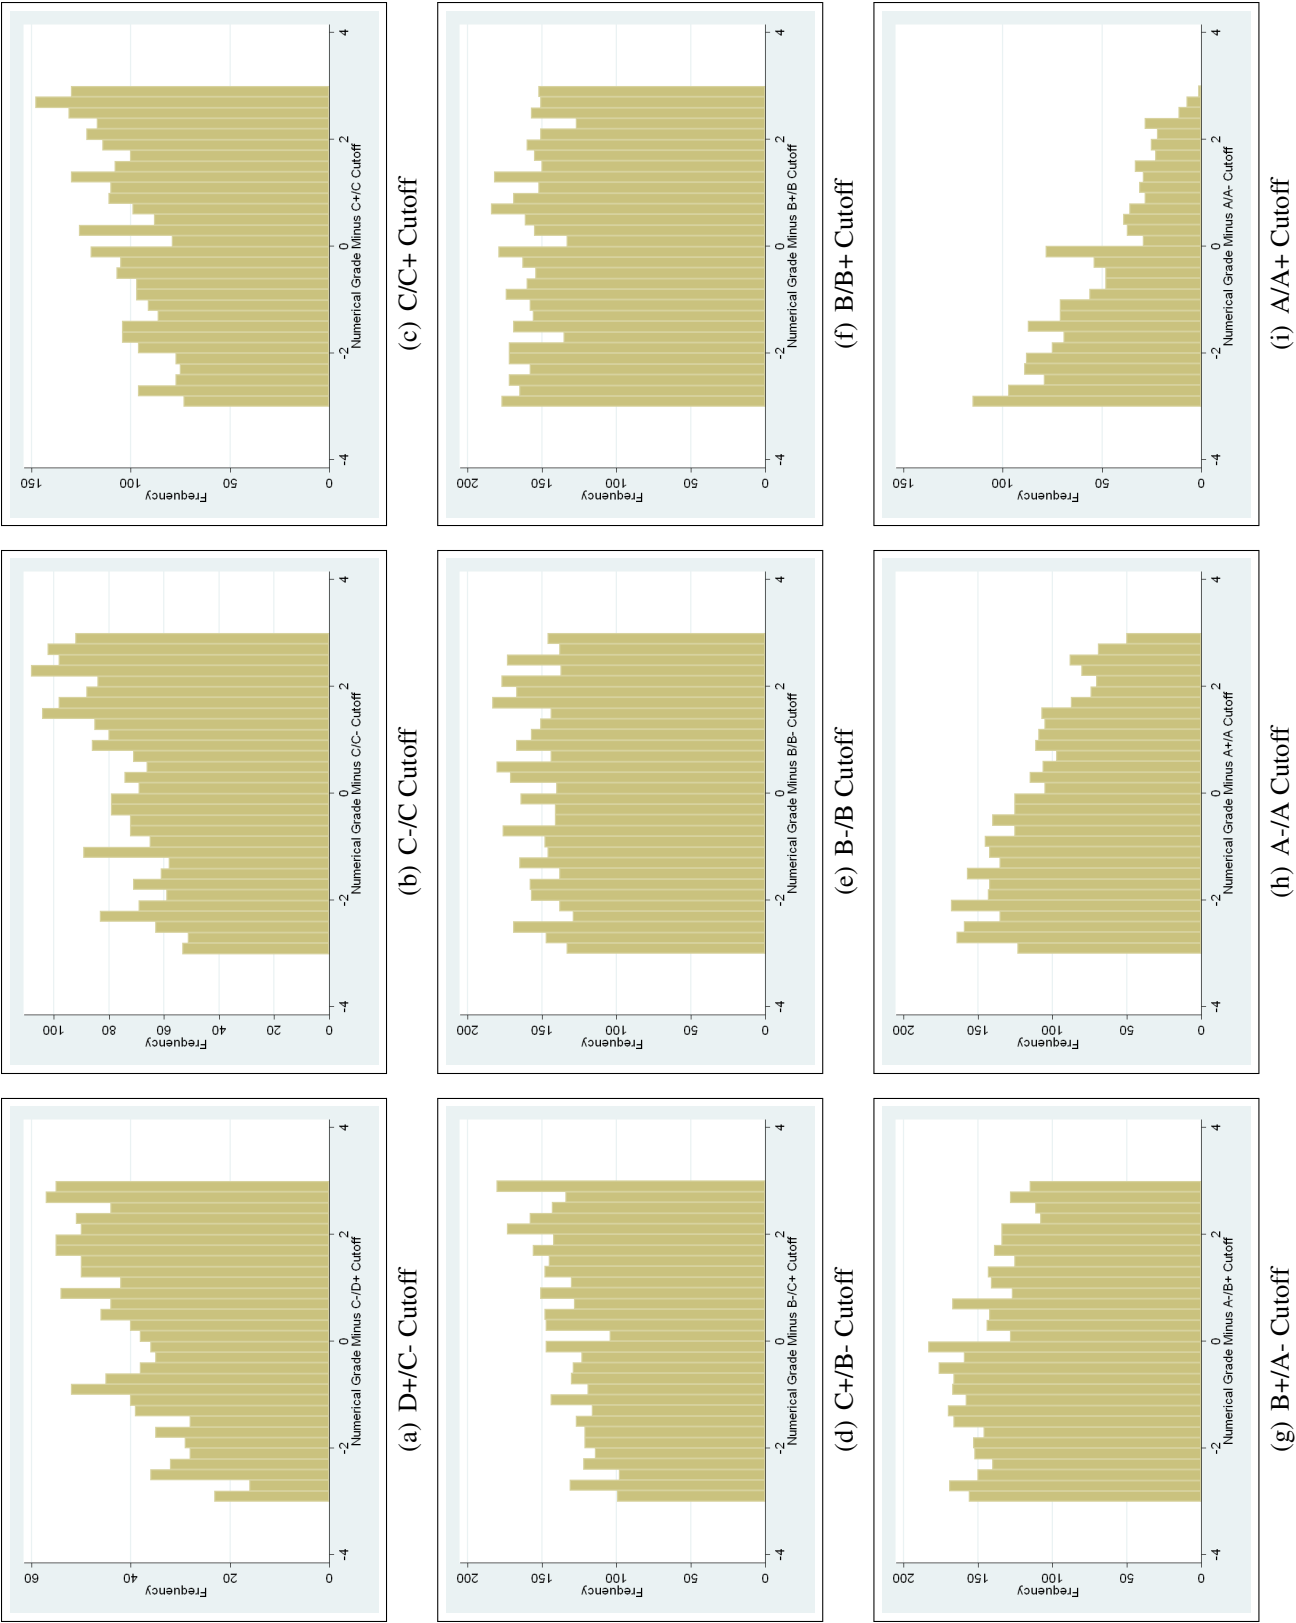 Frequency
60
40
20
0
-4 -2 0 2 4
Numerical Grade Minus C-/D+ Cutoff
(a) D+/C- Cutoff
Frequency
100
80
60
40
20
0
-4 -2 0 2 4
Numerical Grade Minus C/C- Cutoff
(b) C-/C Cutoff
Frequency
150
100
50
0
-4 -2 0 2 4
Numerical Grade Minus C+/C Cutoff
(c) C/C+ Cutoff
Frequency
200
150
100
50
0
-4 -2 0 2 4
Numerical Grade Minus B-/C+ Cutoff
(d) C+/B- Cutoff
Frequency
200
150
100
50
0
-4 -2 0 2 4
Numerical Grade Minus B/B- Cutoff
(e) B-/B Cutoff
Frequency
200
150
100
50
0
-4 -2 0 2 4
Numerical Grade Minus B+/B Cutoff
(f) B/B+ Cutoff
Frequency
200
150
100
50
0
-4 -2 0 2 4
Numerical Grade Minus A-/B+ Cutoff
(g) B+/A- Cutoff
Frequency
200
150
100
50
0
-4 -2 0 2 4
Numerical Grade Minus A+/A Cutoff
(h) A-/A Cutoff
Frequency
150
100
50
0
-4 -2 0 2 4
Numerical Grade Minus A/A- Cutoff
(i) A/A+ Cutoff